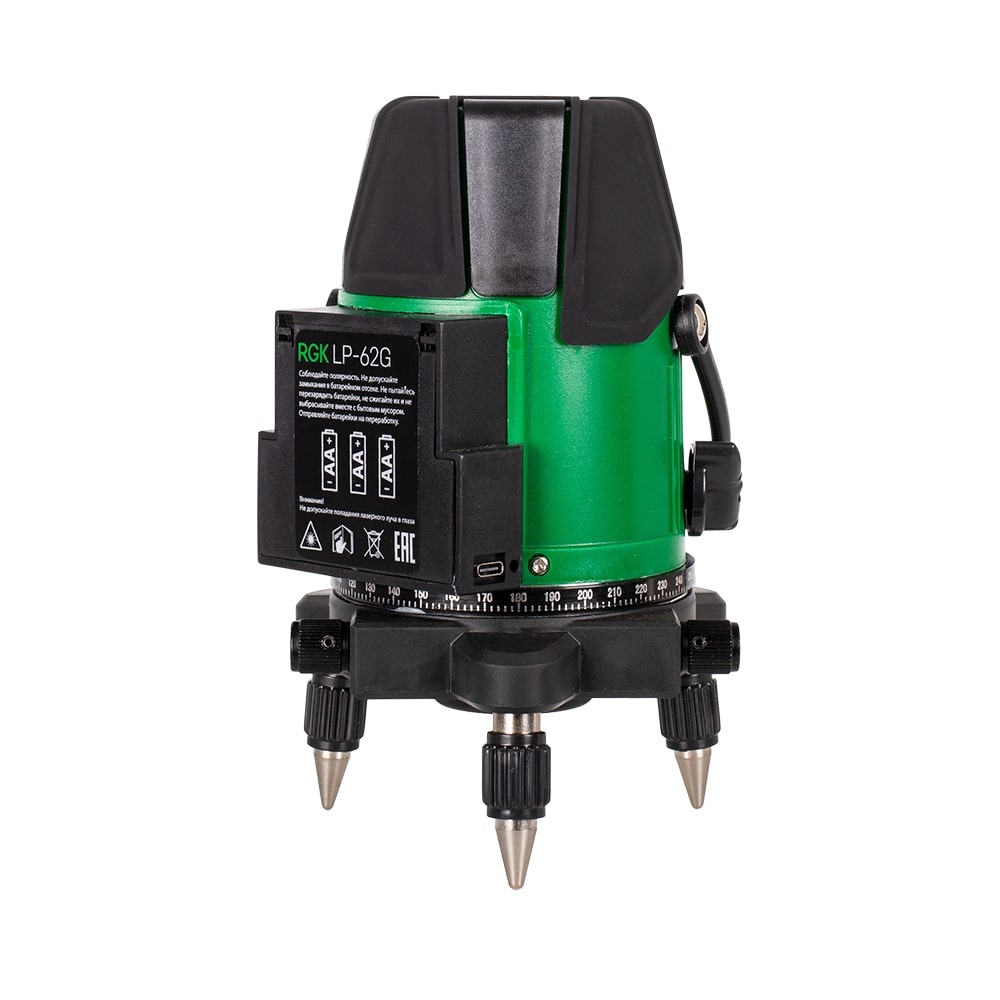 RGK LP-62G
Соблюдайте полярность. Не допускайте
замыкания в батарейном отсеке. Не пытайтесь
перезарядить батарейки, не сжигайте их и не
выбрасывайте вместе с бытовым мусором.
Отправляйте батарейки на переработку.
- AA + - AA + - AA +
Внимание!
Не допускайте попадания лазерного луча в глаза
EAC
120 130 140 150 160 170 180 190 200 210 220 230 240